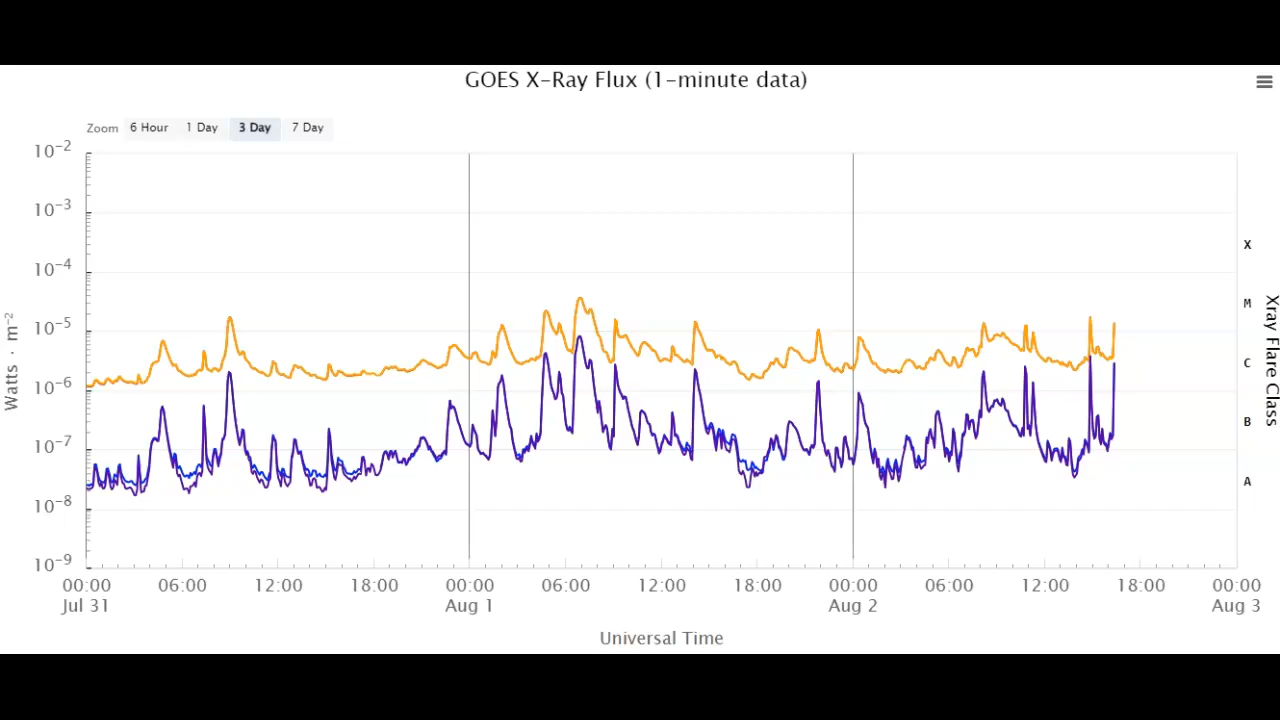 GOES X-Ray Flux (1-minute data)
Zoom 6 Hour 1 Day 3 Day 7 Day
10⁻²
10⁻³
10⁻⁴
10⁻⁵
10⁻⁶
10⁻⁷
10⁻⁸
10⁻⁹
Watts · m⁻²
X
M
C
B
A
Xray Flare Class
00:00 06:00 12:00 18:00 00:00 06:00 12:00 18:00 00:00 06:00 12:00 18:00 00:00
Jul 31 Aug 1 Aug 2 Aug 3
Universal Time